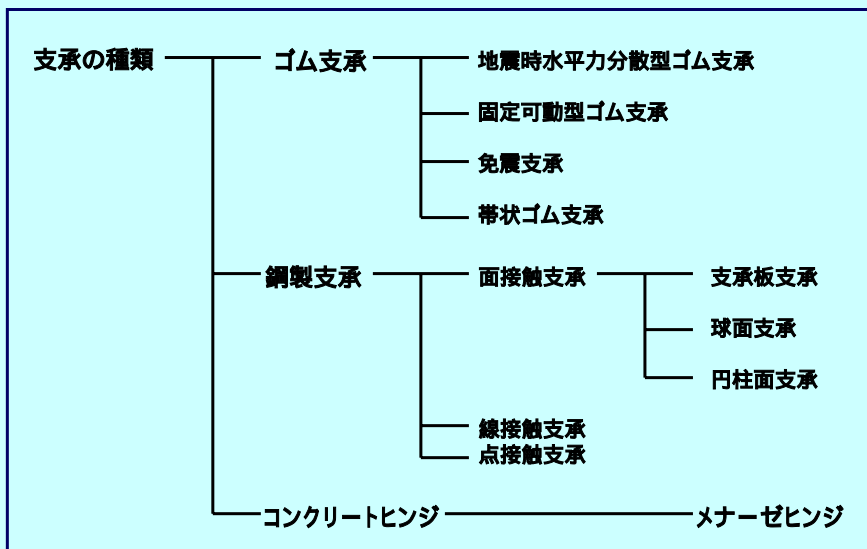 支承の種類
ゴム支承
地震時水平力分散型ゴム支承
固定可動型ゴム支承
免震支承
帯状ゴム支承
鋼製支承
面接触支承
支承板支承
球面支承
円柱面支承
線接触支承
点接触支承
コンクリートヒンジ
メナーゼヒンジ